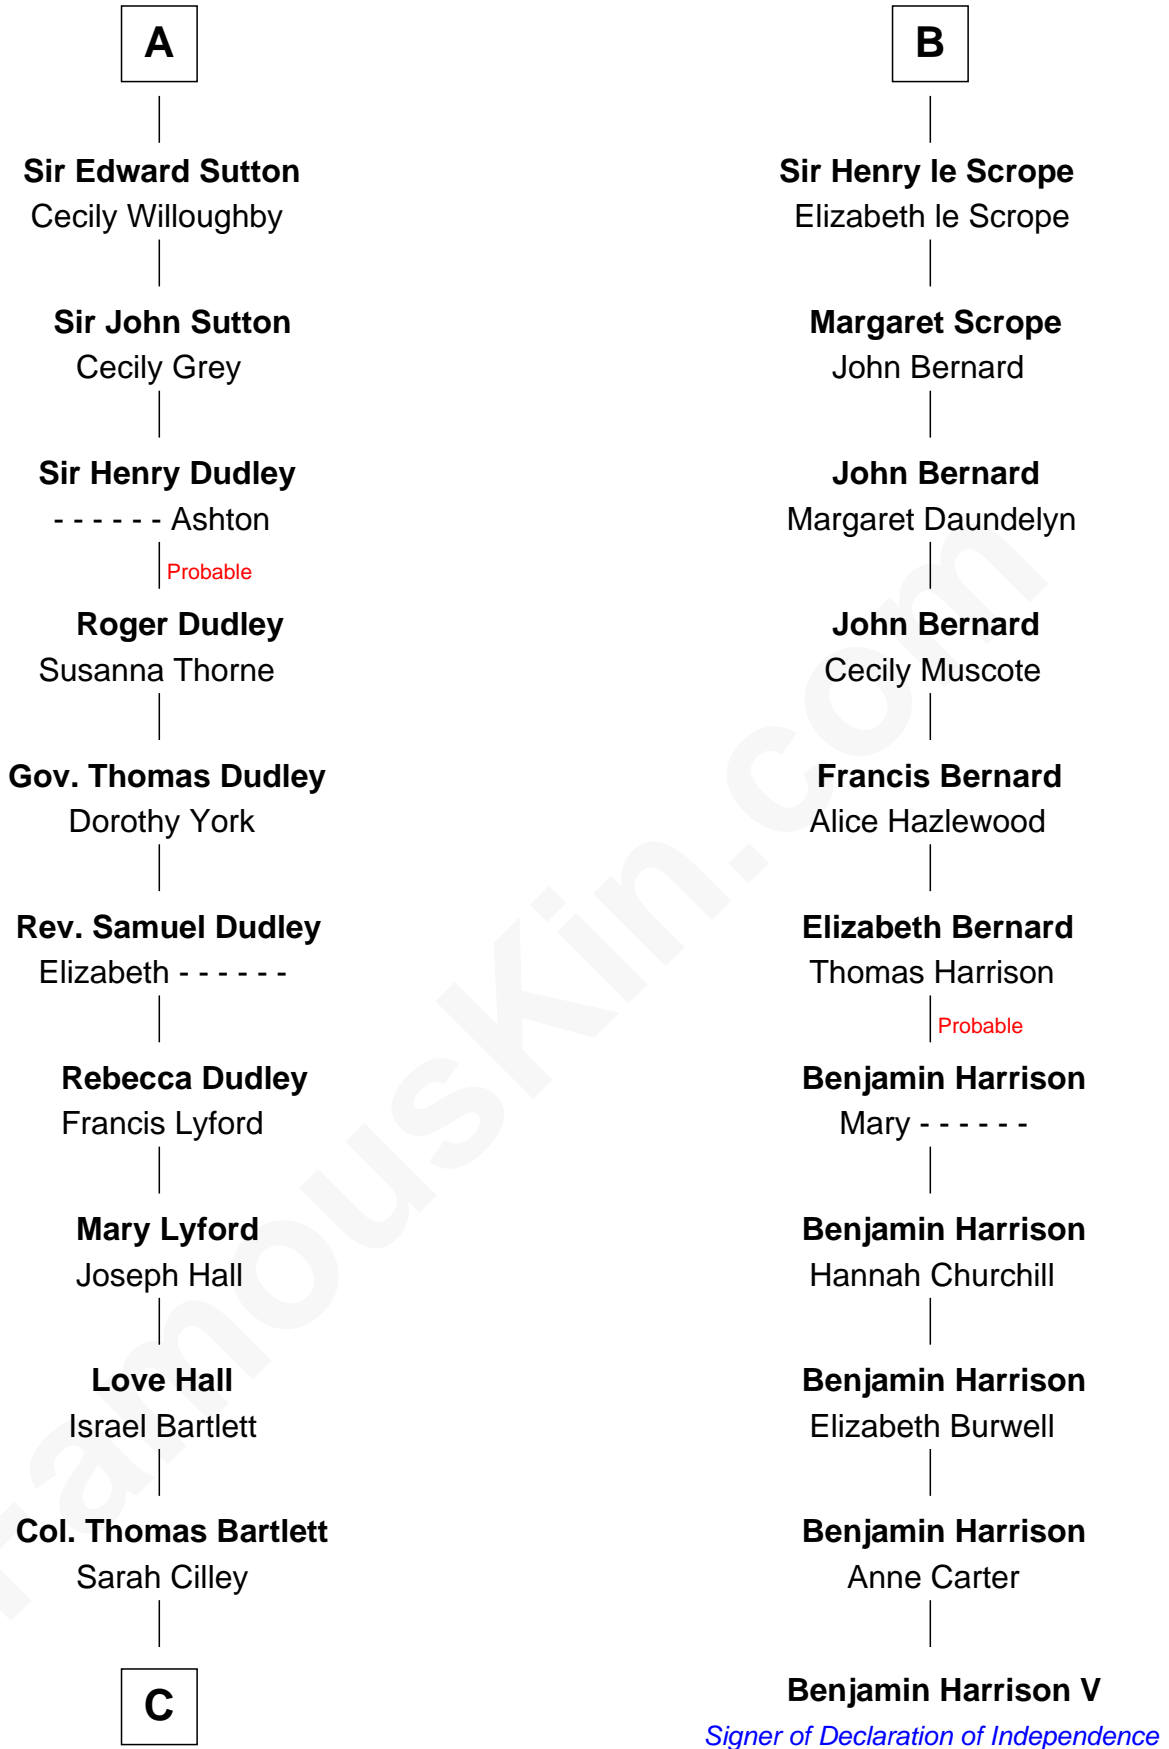 A
Sir Edward Sutton
Cecily Willoughby
Sir John Sutton
Cecily Grey
Sir Henry Dudley
- - - - - - Ashton
Probable
Roger Dudley
Susanna Thorne
Gov. Thomas Dudley
Dorothy York
Rev. Samuel Dudley
Elizabeth - - - - - -
Rebecca Dudley
Francis Lyford
Mary Lyford
Joseph Hall
Love Hall
Israel Bartlett
Col. Thomas Bartlett
Sarah Cilley
C
B
Sir Henry le Scrope
Elizabeth le Scrope
Margaret Scrope
John Bernard
John Bernard
Margaret Daundelyn
John Bernard
Cecily Muscote
Francis Bernard
Alice Hazlewood
Elizabeth Bernard
Thomas Harrison
Probable
Benjamin Harrison
Mary - - - - - -
Benjamin Harrison
Hannah Churchill
Benjamin Harrison
Elizabeth Burwell
Benjamin Harrison
Anne Carter
Benjamin Harrison V
Signer of Declaration of Independence
FamousKin.com